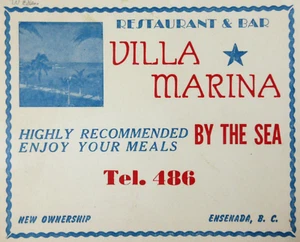 RESTAURANT & BAR
VILLA
MARINA
HIGHLY RECOMMENDED
ENJOY YOUR MEALS
BY THE SEA
Tel. 486
NEW OWNERSHIP
ENSENADA, B. C.